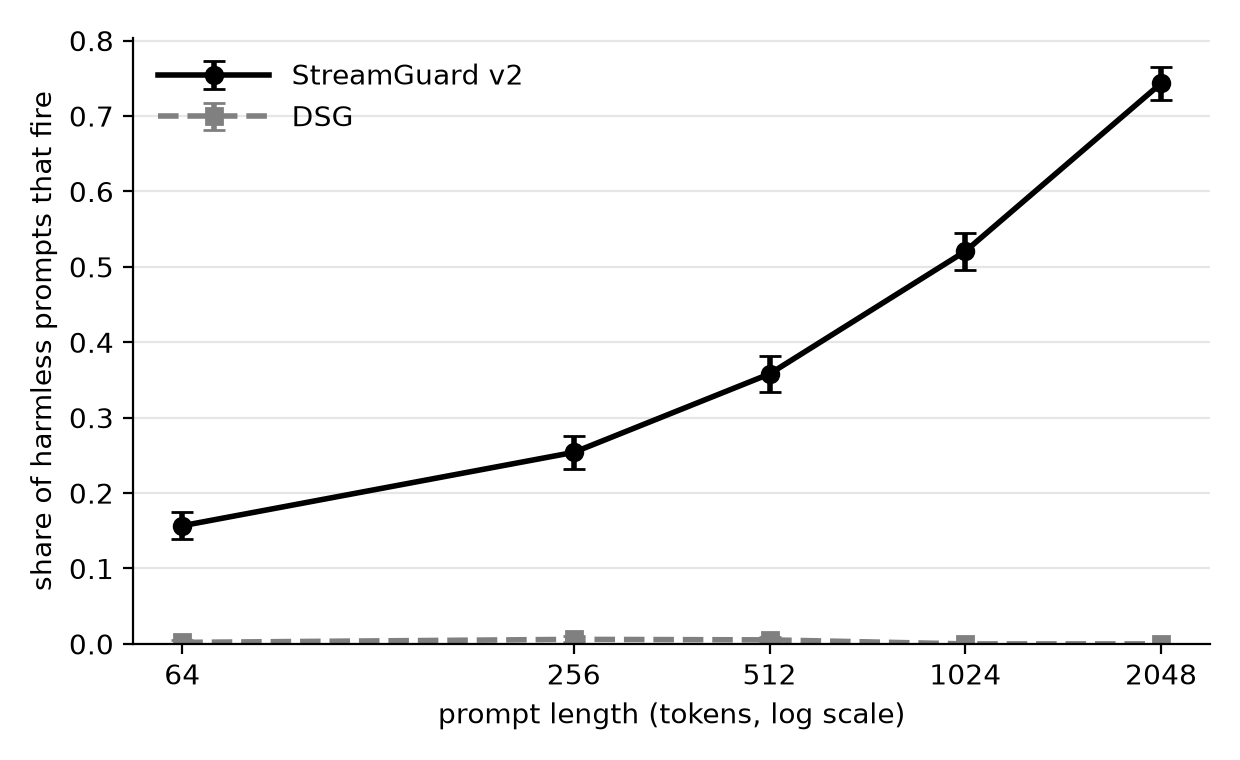 share of harmless prompts that fire
0.8
0.7
0.6
0.5
0.4
0.3
0.2
0.1
0.0
StreamGuard v2
DSG
64 256 512 1024 2048
prompt length (tokens, log scale)